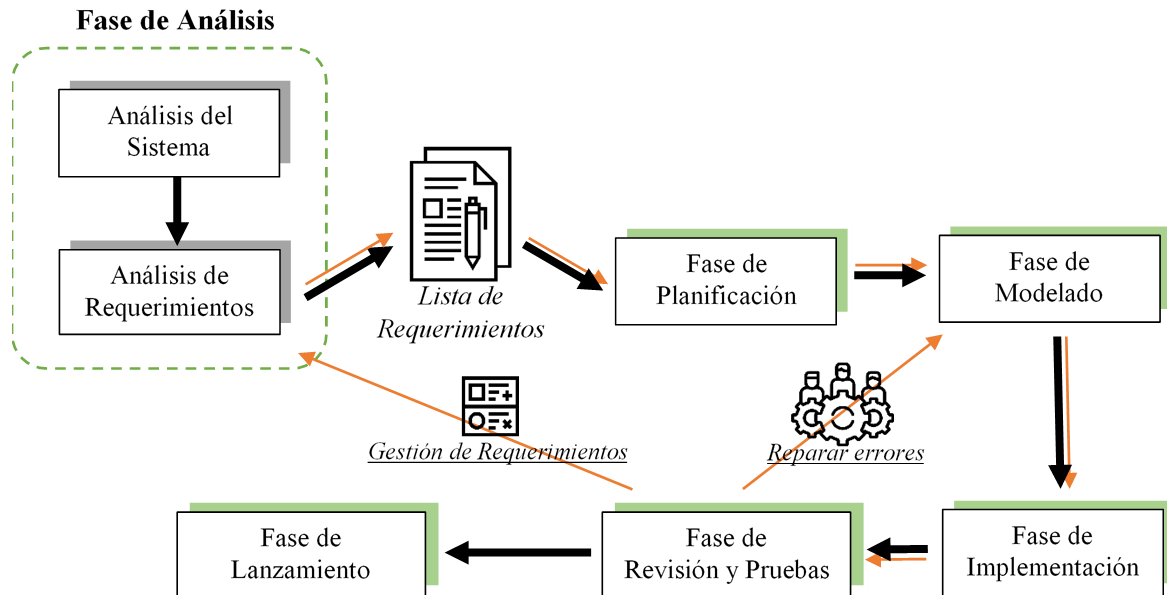 Fase de Análisis
Análisis del
Sistema
Análisis de
Requerimientos
Lista de
Requerimientos
Fase de
Planificación
Fase de
Modelado
Gestión de Requerimientos
Reparar errores
Fase de
Lanzamiento
Fase de
Revisión y Pruebas
Fase de
Implementación